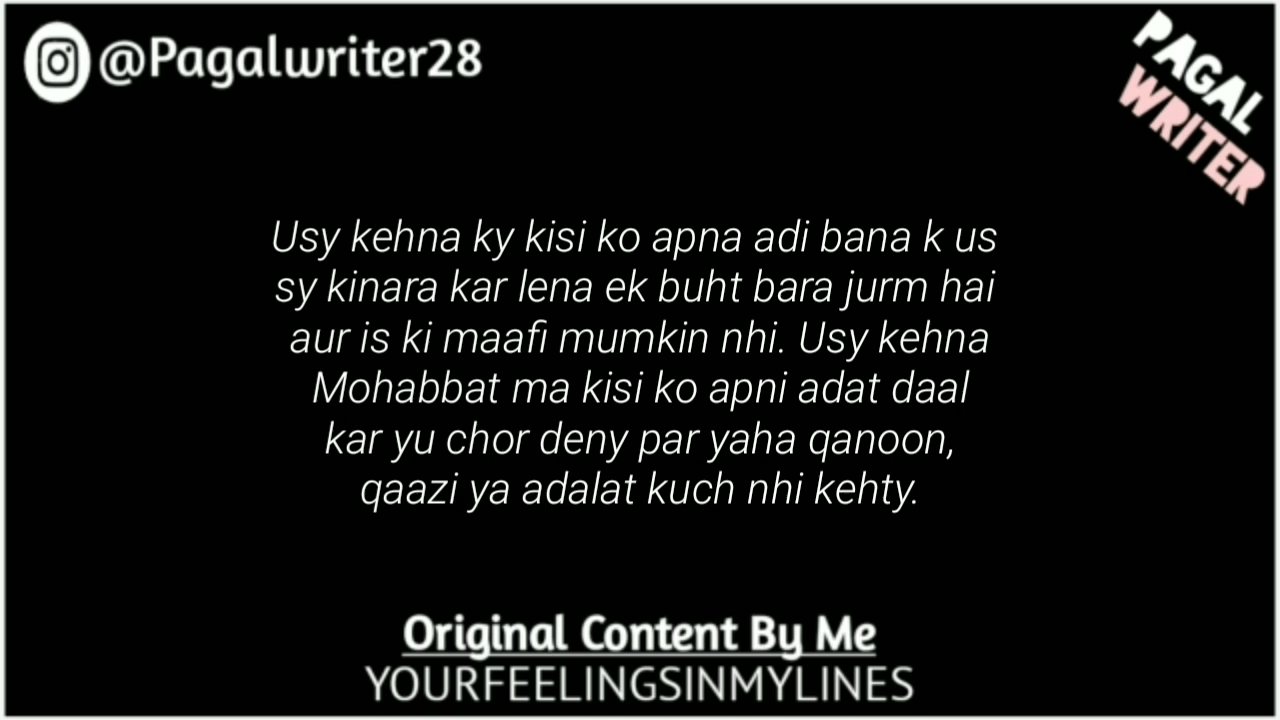 @Pagalwriter28
PAGAL
WRITER
Usy kehna ky kisi ko apna adi bana k us
sy kinara kar lena ek buht bara jurm hai
aur is ki maafi mumkin nhi. Usy kehna
Mohabbat ma kisi ko apni adat daal
kar yu chor deny par yaha qanoon,
qaazi ya adalat kuch nhi kehty.
Original Content By Me
YOURFEELINGSINMYLINES